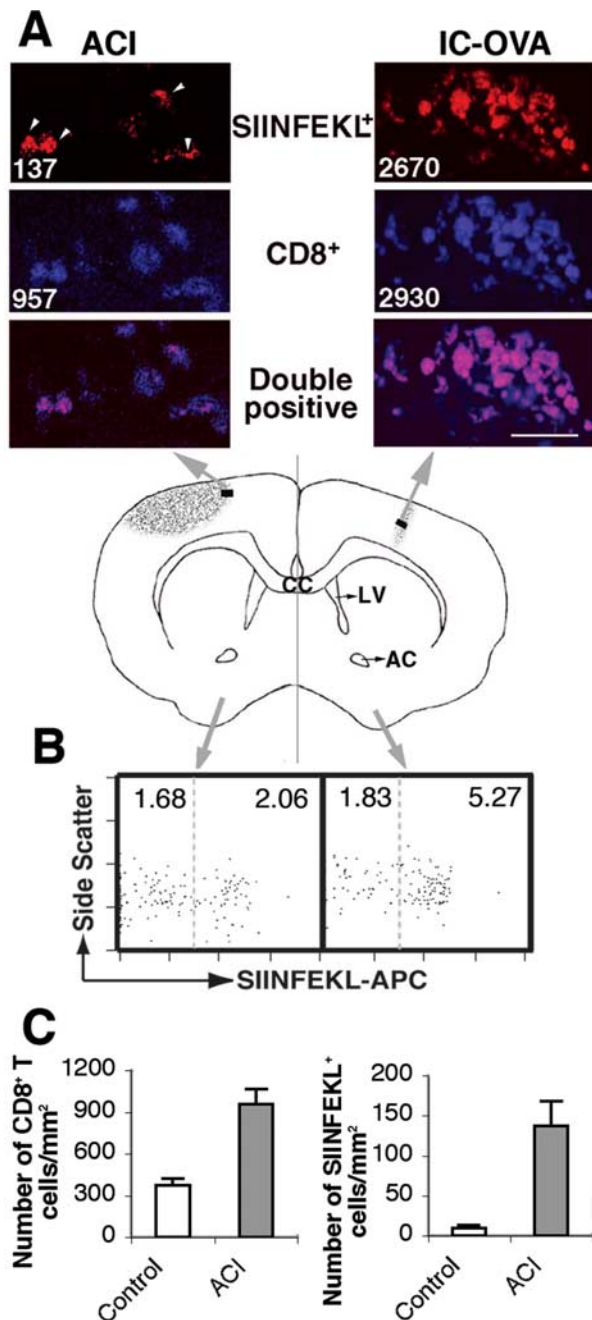 A
ACI
IC-OVA
SIINFEKL+
137
2670
CD8+
957
2930
Double
positive
CC
LV
AC
B
1.68
2.06
1.83
5.27
Side Scatter
SIINFEKL-APC
C
Number of CD8+ T
cells/mm²
1200
900
600
300
0
Control
ACI
Number of SIINFEKL+
cells/mm²
200
150
100
50
0
Control
ACI